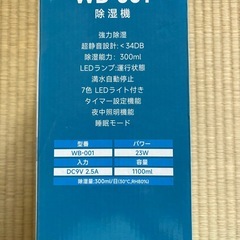 WB-001
除湿機
強力除湿
超静音設計:<34DB
除湿能力: 300ml
LEDランプ:運行状態
満水自動停止
7色 LEDライト付き
タイマー設定機能
夜中照明機能
睡眠モード
型番 パワー
WB-001 23W
入力 容量
DC9V 2.5A 1100ml
除湿量:300ml/日(30°C,RH80%)